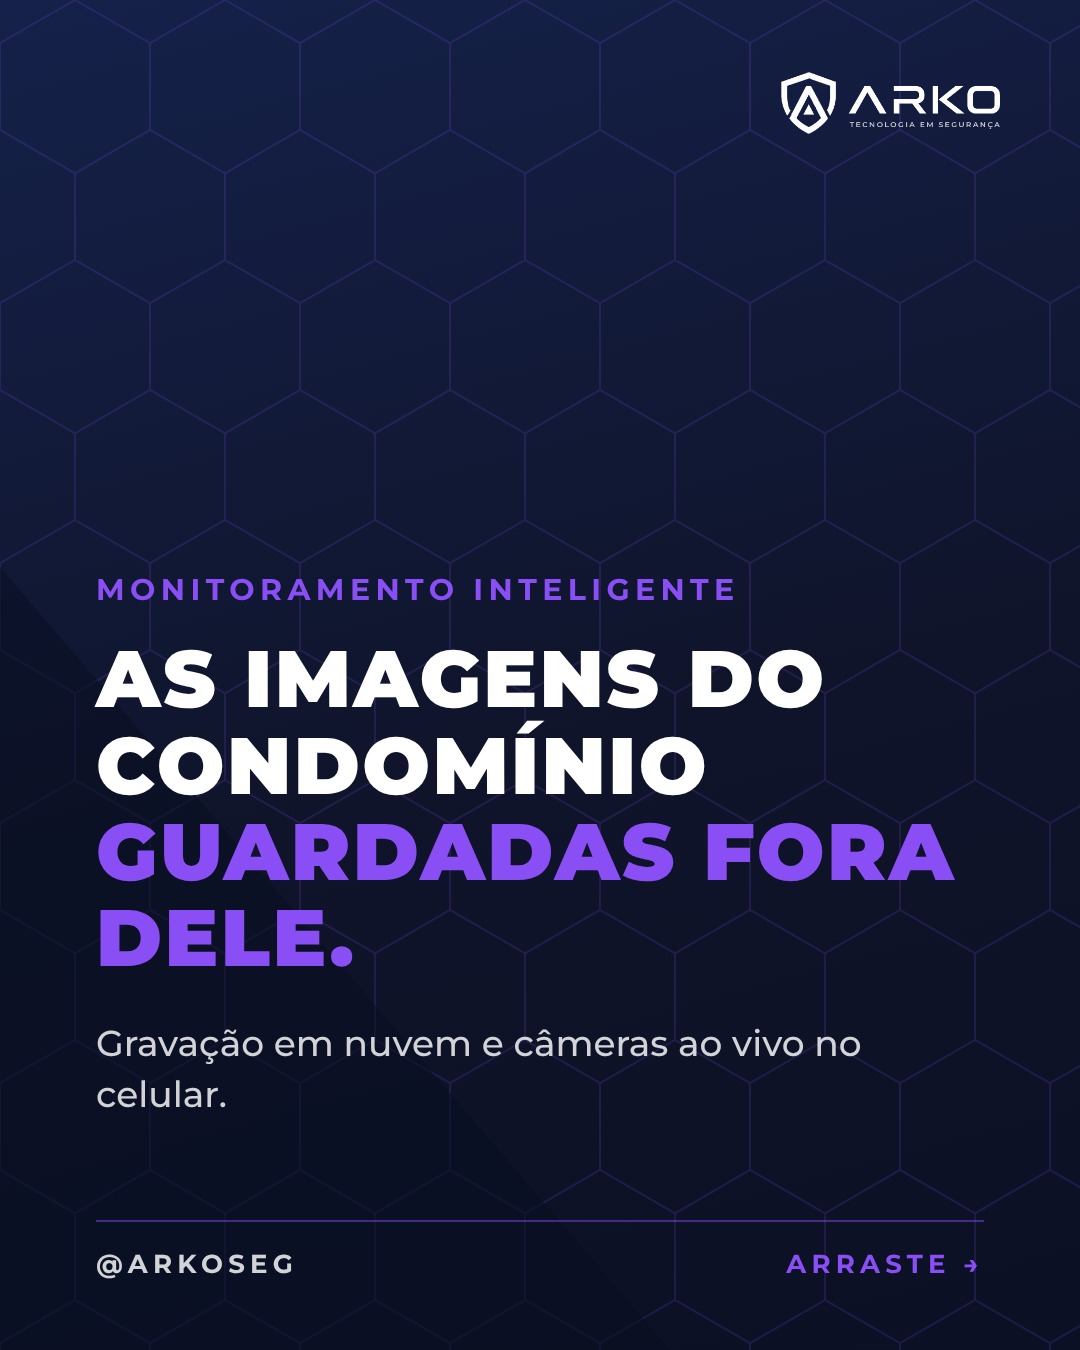 ARKO
TECNOLOGIA EM SEGURANÇA
MONITORAMENTO INTELIGENTE
AS IMAGENS DO
CONDOMÍNIO
GUARDADAS FORA
DELE.
Gravação em nuvem e câmeras ao vivo no
celular.
@ARKOSEG
ARRASTE →